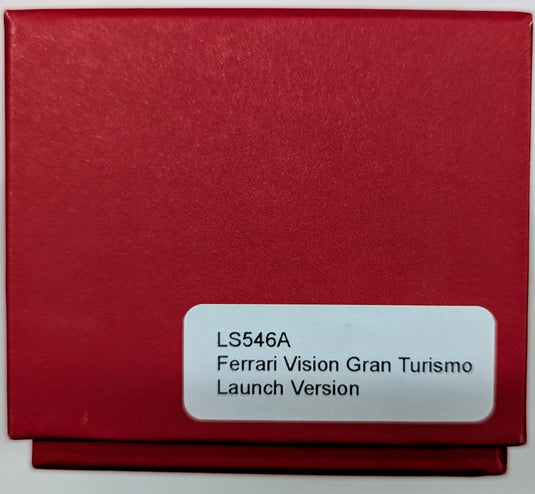 LS546A
Ferrari Vision Gran Turismo
Launch Version